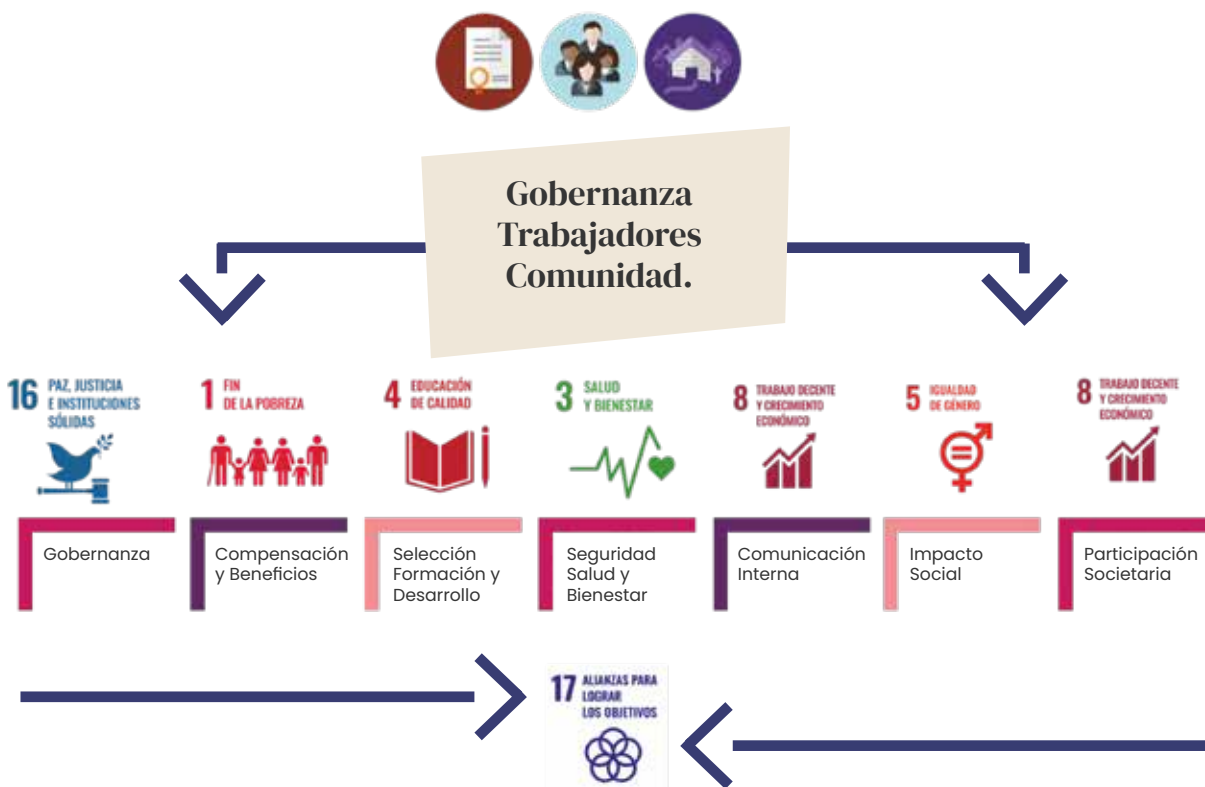 Gobernanza
Trabajadores
Comunidad.
16 PAZ, JUSTICIA
E INSTITUCIONES
SÓLIDAS
1 FIN
DE LA POBREZA
4 EDUCACIÓN
DE CALIDAD
3 SALUD
Y BIENESTAR
8 TRABAJO DECENTE
Y CRECIMIENTO
ECONÓMICO
5 IGUALDAD
DE GÉNERO
8 TRABAJO DECENTE
Y CRECIMIENTO
ECONÓMICO
Gobernanza
Compensación
y Beneficios
Selección
Formación y
Desarrollo
Seguridad
Salud y
Bienestar
Comunicación
Interna
Impacto
Social
Participación
Societaria
17 ALIANZAS PARA
LOGRAR
LOS OBJETIVOS